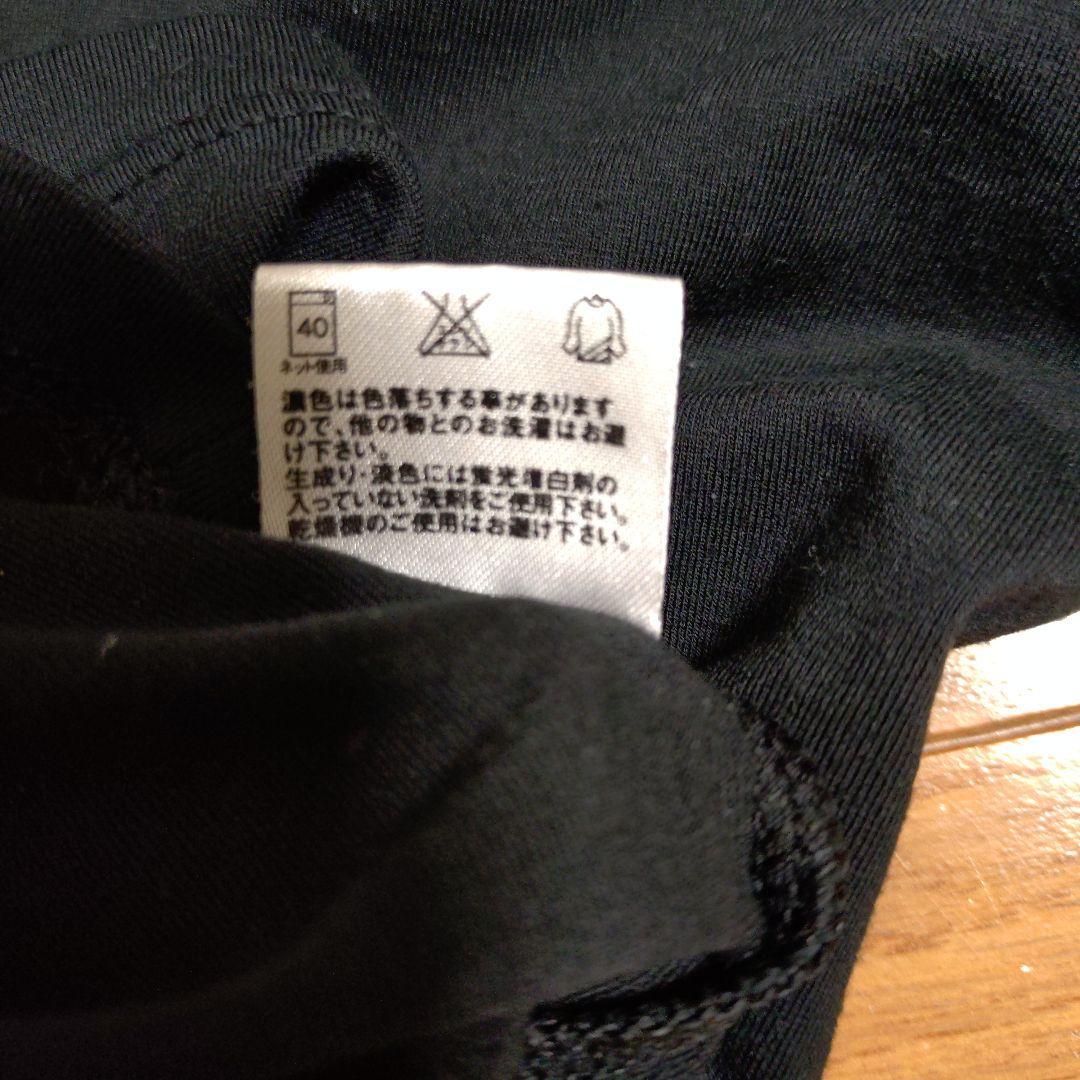 40
ネット使用
濃色は色落ちする事があります
ので、他の物とのお洗濯はお避
け下さい。
生成り・淡色には蛍光増白剤の
入っていない洗剤をご使用下さい。
乾燥機のご使用はお避け下さい。